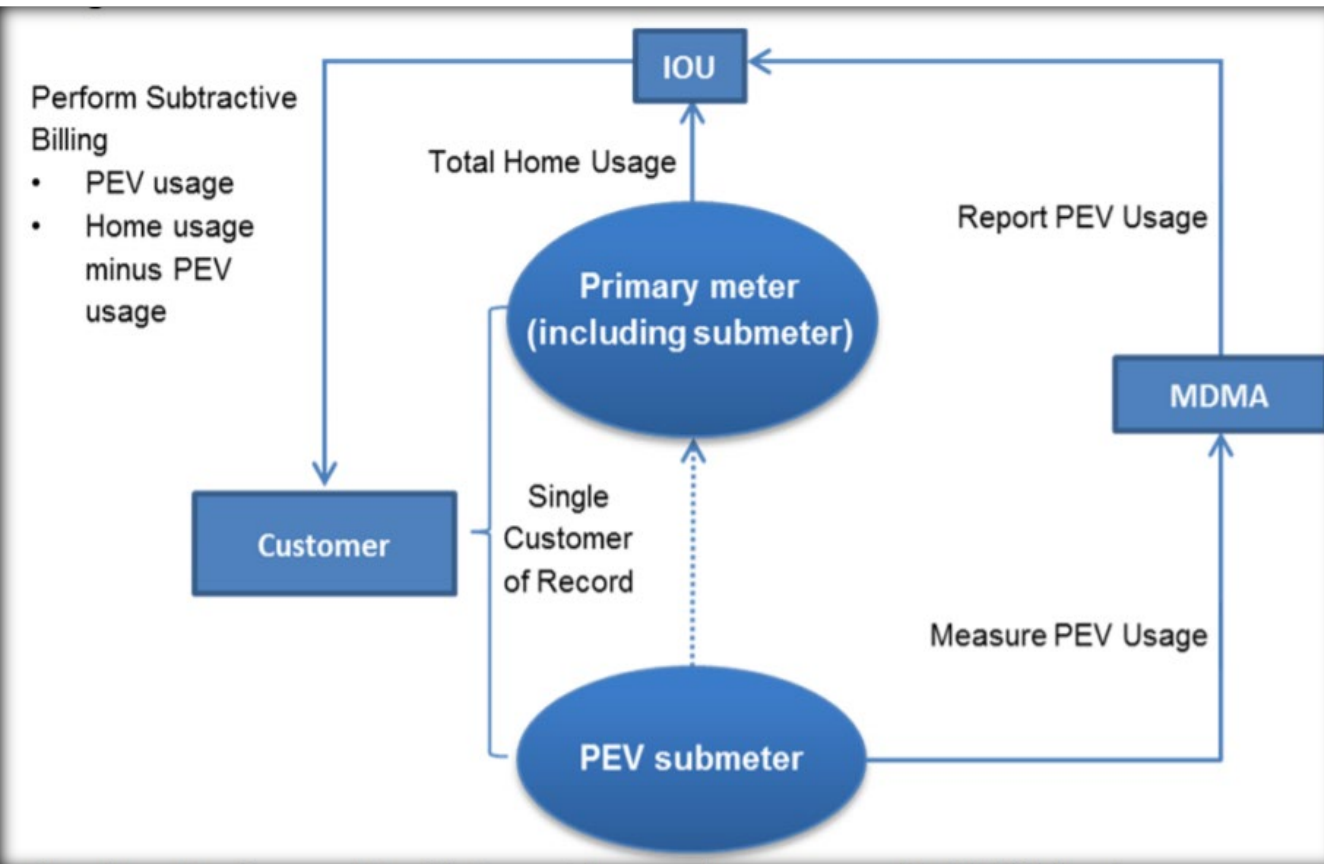 IOU
Perform Subtractive
Billing
• PEV usage
• Home usage
minus PEV
usage
Total Home Usage
Report PEV Usage
Primary meter
(including submeter)
MDMA
Customer
Single
Customer
of Record
Measure PEV Usage
PEV submeter